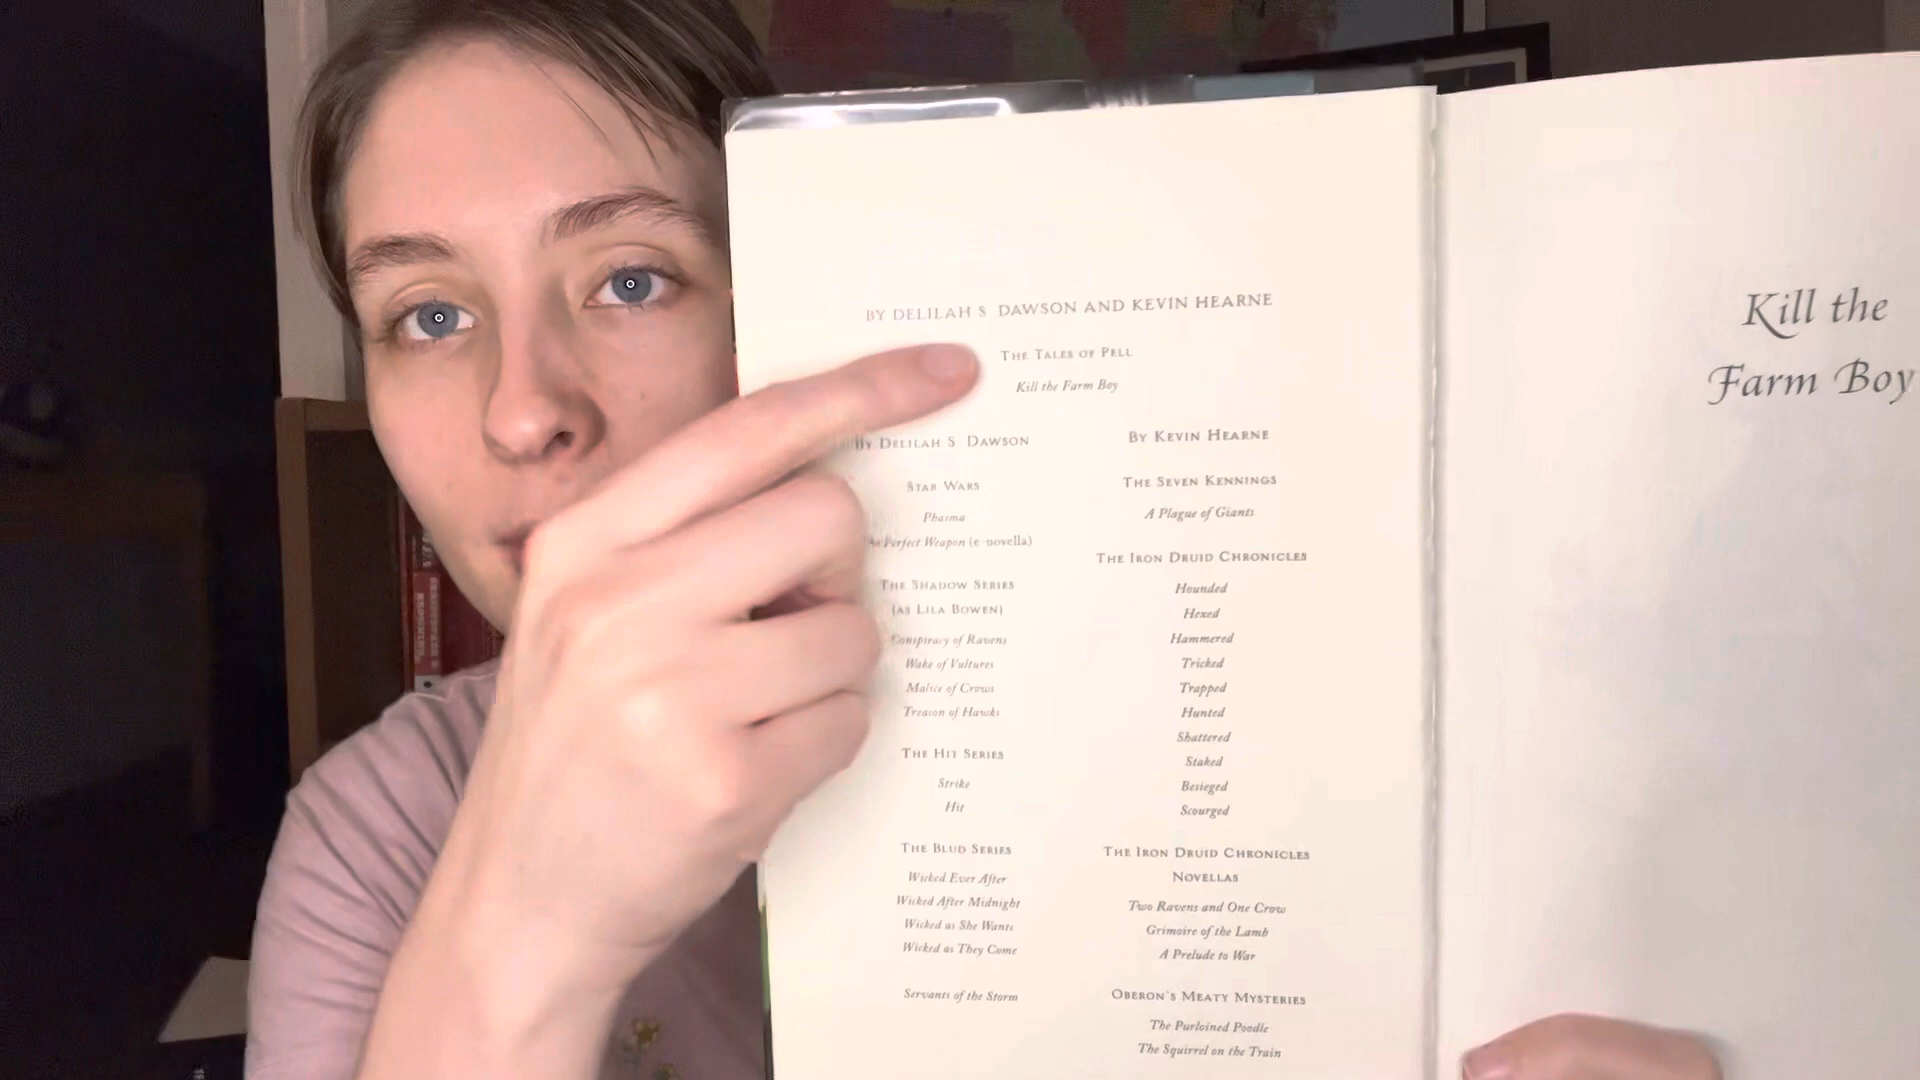 BY DELILAH S DAWSON AND KEVIN HEARNE
THE TALES OF PELL
Kill the Farm Boy
BY DELILAH S DAWSON
STAR WARS
Phasma
Perfect Weapon (e-novella)
THE SHADOW SERIES
(AS LILA BOWEN)
Conspiracy of Ravens
Wake of Vultures
Malice of Crows
Treason of Hawks
THE HIT SERIES
Strike
Hit
THE BLUD SERIES
Wicked Ever After
Wicked After Midnight
Wicked as She Wants
Wicked as They Come
Servants of the Storm
BY KEVIN HEARNE
THE SEVEN KENNINGS
A Plague of Giants
THE IRON DRUID CHRONICLES
Hounded
Hexed
Hammered
Tricked
Trapped
Hunted
Shattered
Staked
Besieged
Scourged
THE IRON DRUID CHRONICLES
NOVELLAS
Two Ravens and One Crow
Grimoire of the Lamb
A Prelude to War
OBERON'S MEATY MYSTERIES
The Purloined Poodle
The Squirrel on the Train
Kill the
Farm Boy